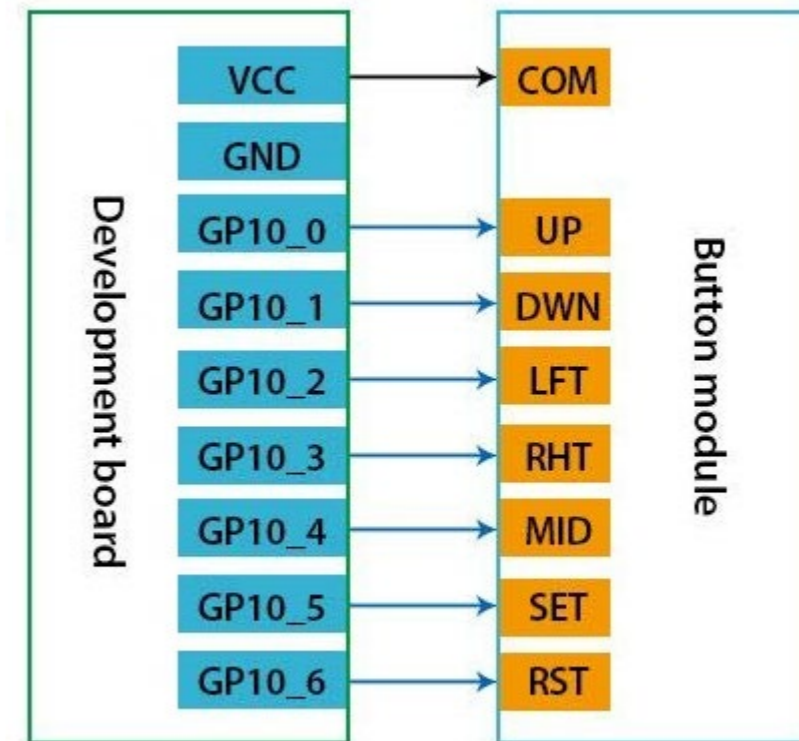 Development board
VCC
GND
GP10_0
GP10_1
GP10_2
GP10_3
GP10_4
GP10_5
GP10_6
COM
UP
DWN
LFT
RHT
MID
SET
RST
Button module